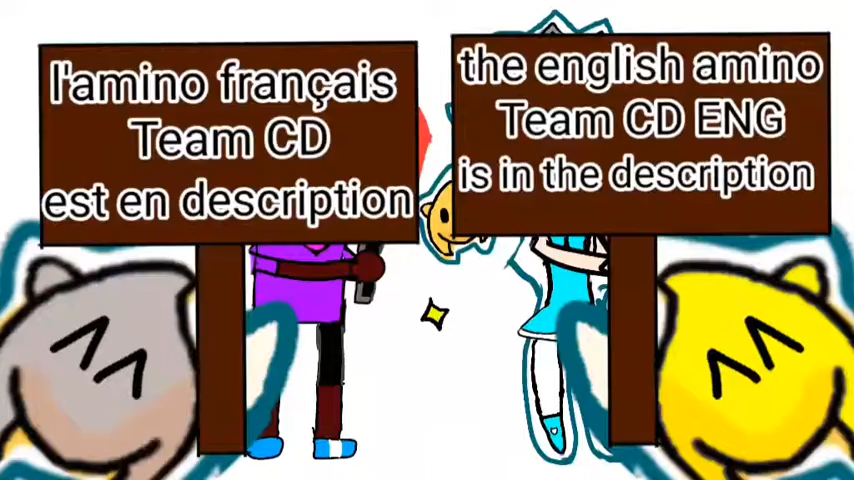 l'amino français
Team CD
est en description
the english amino
Team CD ENG
is in the description